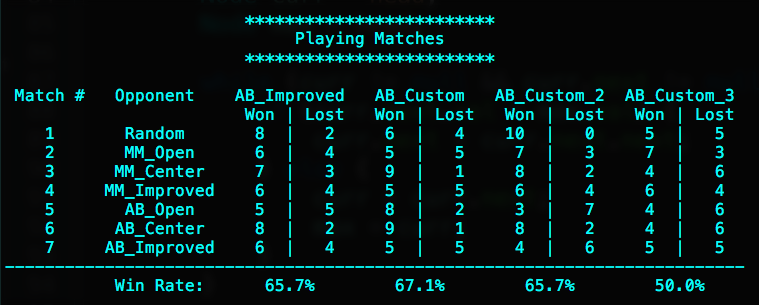 *************************
Playing Matches
*************************
Match # Opponent AB_Improved AB_Custom AB_Custom_2 AB_Custom_3
Won | Lost Won | Lost Won | Lost Won | Lost
1 Random 8 | 2 6 | 4 10 | 0 5 | 5
2 MM_Open 6 | 4 5 | 5 7 | 3 7 | 3
3 MM_Center 7 | 3 9 | 1 8 | 2 4 | 6
4 MM_Improved 6 | 4 5 | 5 6 | 4 6 | 4
5 AB_Open 5 | 5 8 | 2 3 | 7 4 | 6
6 AB_Center 8 | 2 9 | 1 8 | 2 4 | 6
7 AB_Improved 6 | 4 5 | 5 4 | 6 5 | 5
--------------------------------------------------------------------------
Win Rate: 65.7% 67.1% 65.7% 50.0%